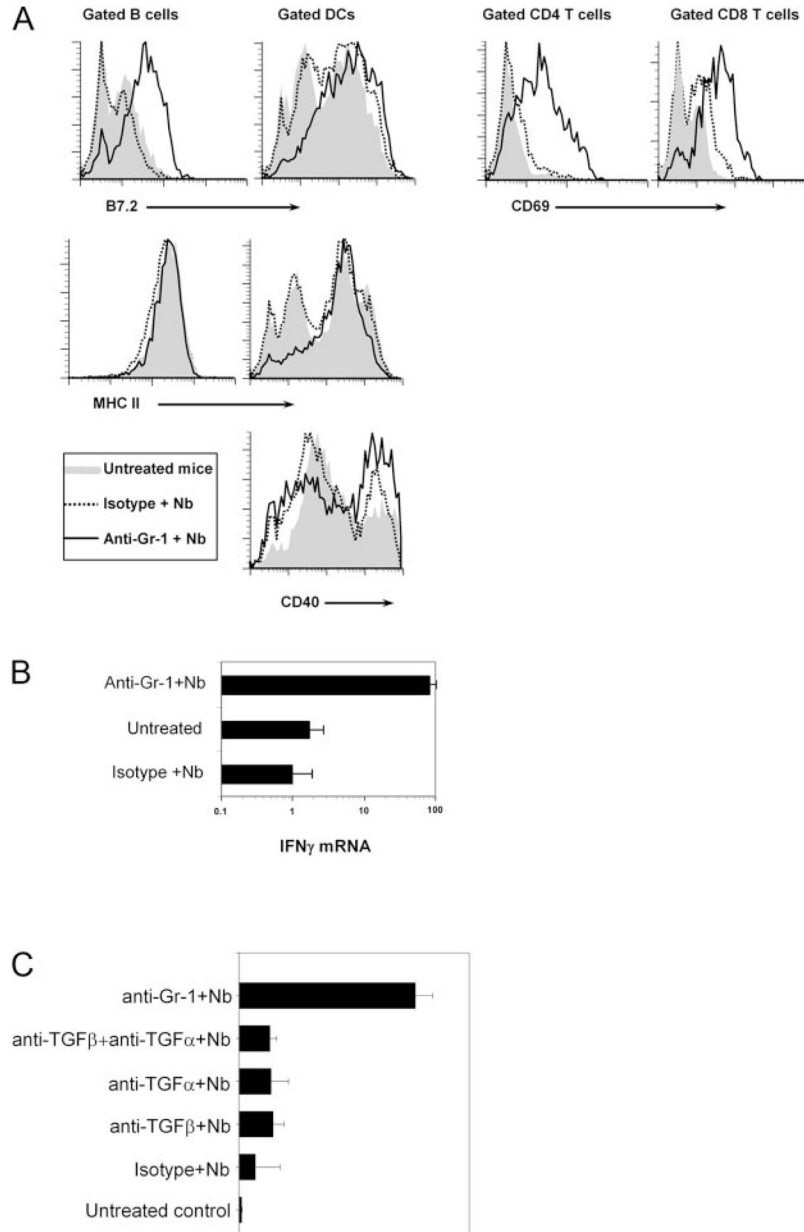 A
Gated B cells
Gated DCs
Gated CD4 T cells
Gated CD8 T cells
B7.2
CD69
MHC II
Untreated mice
Isotype + Nb
Anti-Gr-1 + Nb
CD40
B
Anti-Gr-1+Nb
Untreated
Isotype +Nb
0.1 1 10 100
IFNγ mRNA
C
anti-Gr-1+Nb
anti-TGFβ+anti-TGFα+Nb
anti-TGFα+Nb
anti-TGFβ+Nb
Isotype+Nb
Untreated control